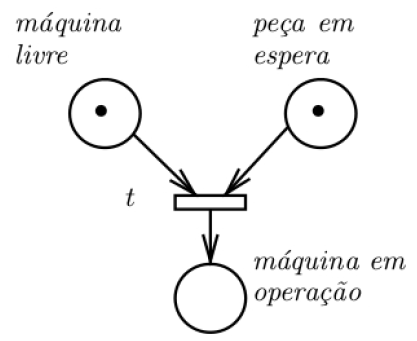 máquina
livre
peça em
espera
t
máquina em
operação